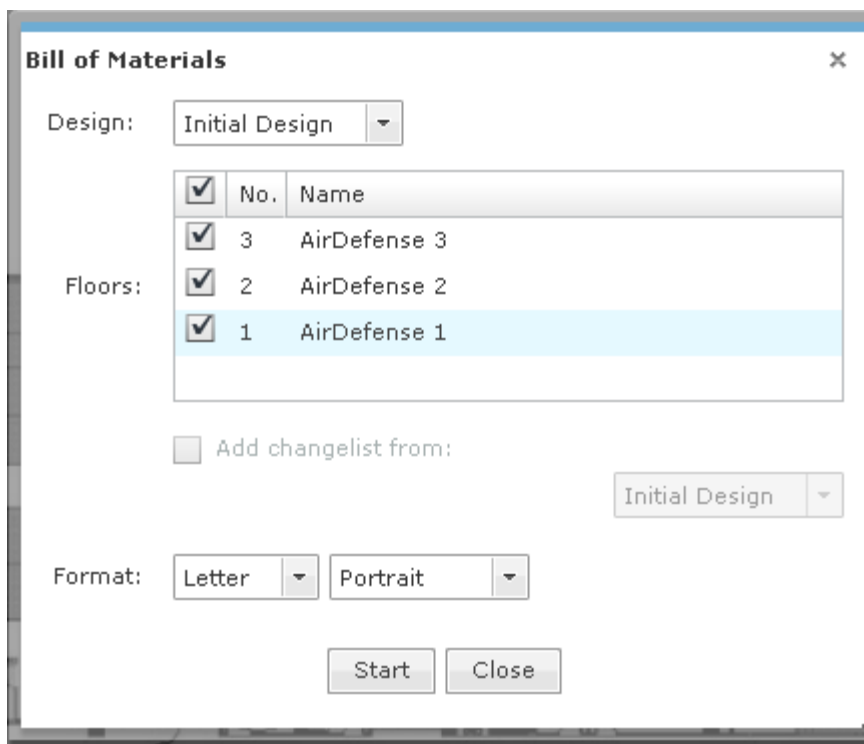 Bill of Materials
Design: Initial Design
No. Name
3 AirDefense 3
Floors: 2 AirDefense 2
1 AirDefense 1
Add changelist from:
Initial Design
Format: Letter Portrait
Start Close